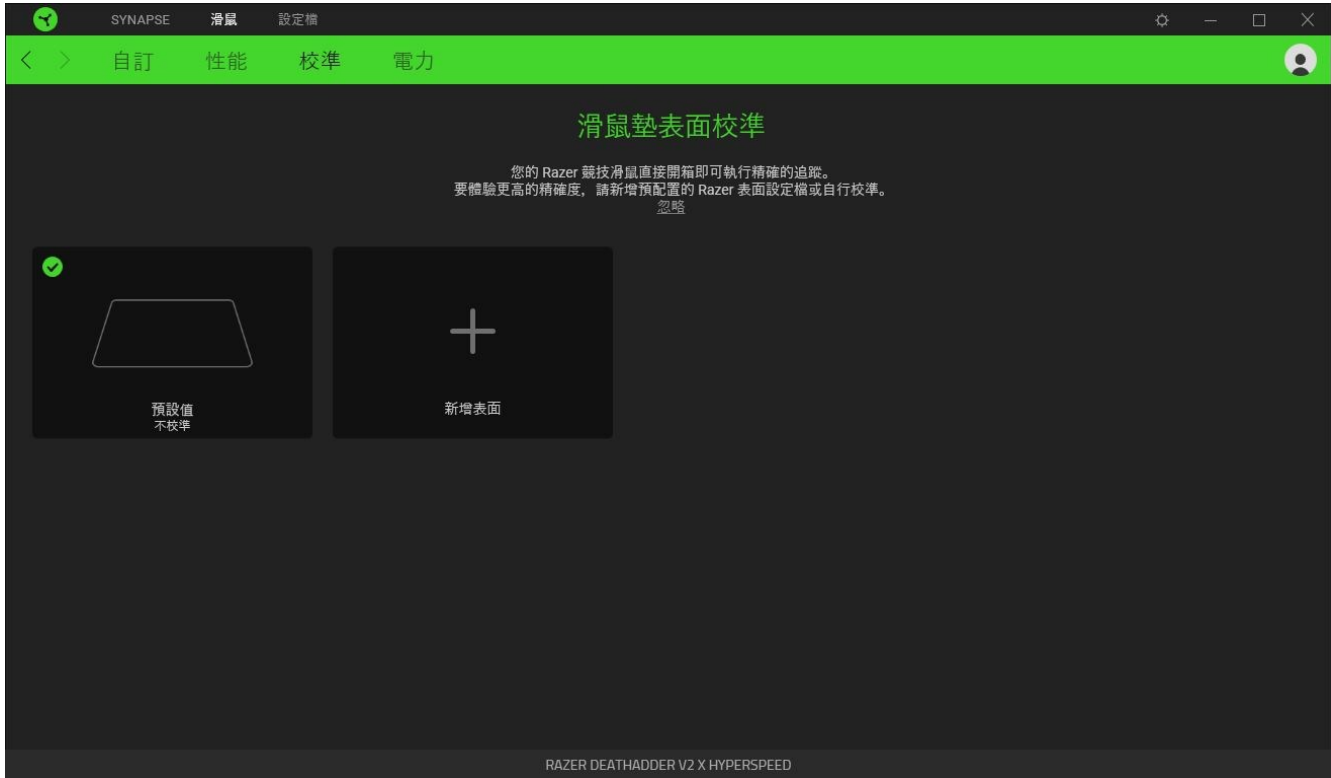 SYNAPSE 滑鼠 設定檔
自訂 性能 校準 電力
滑鼠墊表面校準
您的 Razer 競技滑鼠直接開箱即可執行精確的追蹤。
要體驗更高的精確度，請新增預配置的 Razer 表面設定檔或自行校準。
忽略
預設值
不校準
新增表面
RAZER DEATHADDER V2 X HYPERSPEED